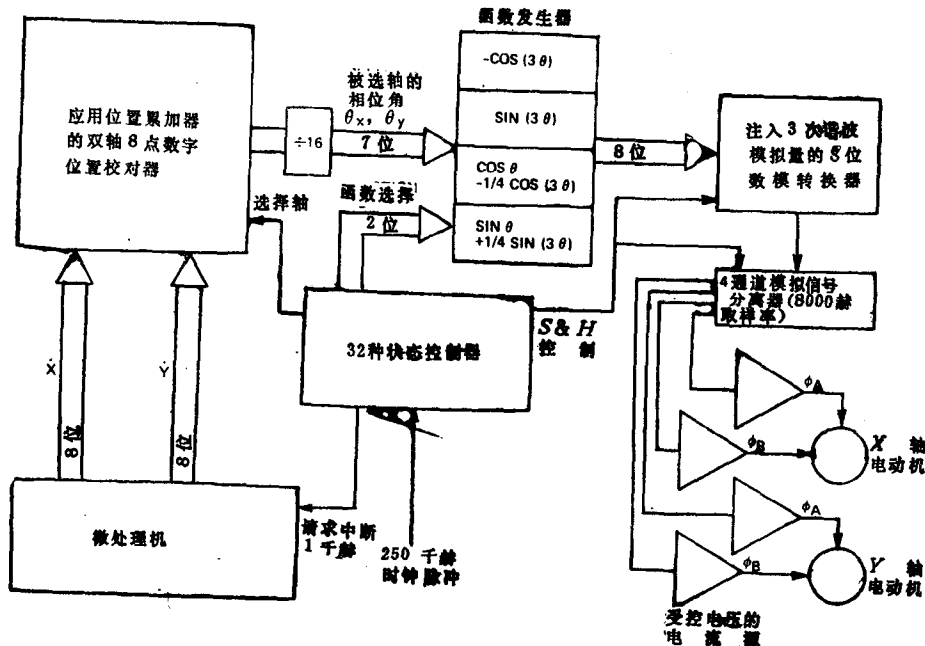 函数发生器
-COS (3 θ)
SIN (3 θ)
COS θ
-1/4 COS (3 θ)
SIN θ
+1/4 SIN (3 θ)
应用位置累加器
的双轴8点数字
位置校对器
÷16
被选轴的
相位角
θx, θy
7位
函数选择
2位
8位
注入3次谐波
模拟量的8位
数模转换器
选择轴
4通道模拟信号
分离器(8000赫
取样率)
32种状态控制器
S & H
控 制
Ẋ
Ẏ
8位
8位
微处理机
请求中断
1千赫
250 千赫
时钟脉冲
ϕA
ϕB
X 轴
电动机
ϕA
ϕB
Y 轴
电动机
受控电压的
电 流 源